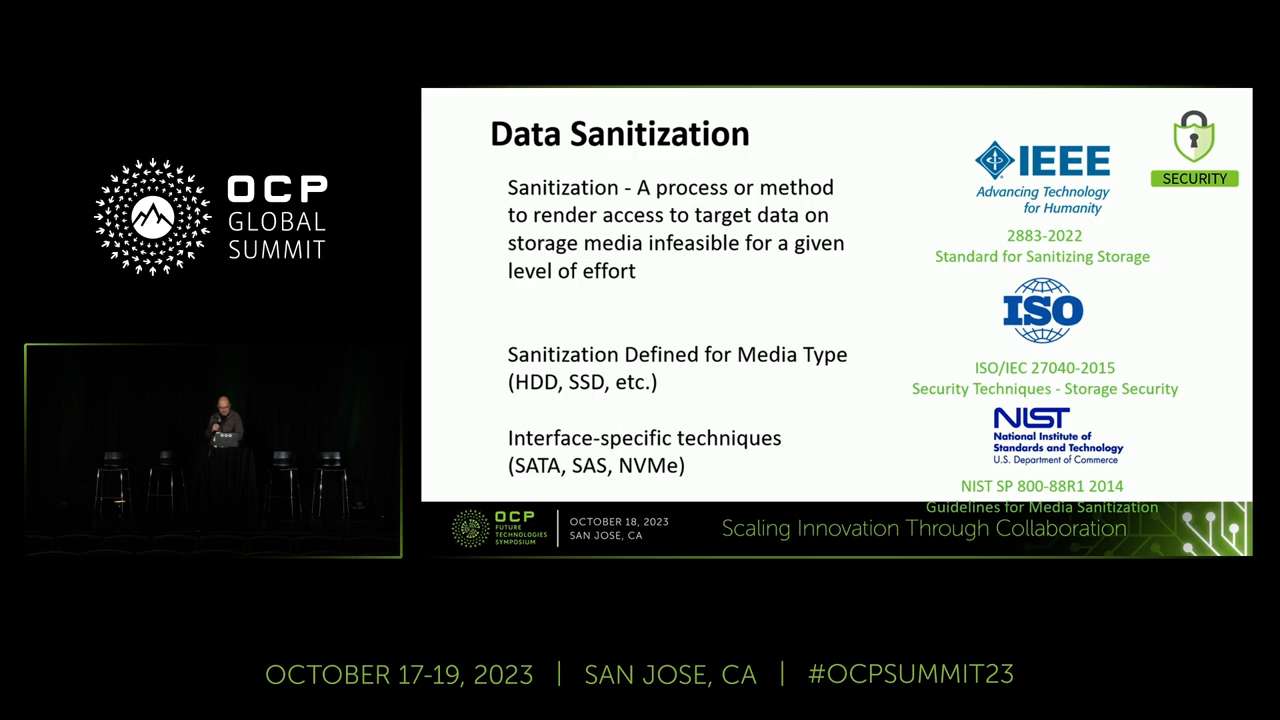 OCP
GLOBAL
SUMMIT
Data Sanitization
Sanitization - A process or method
to render access to target data on
storage media infeasible for a given
level of effort
Sanitization Defined for Media Type
(HDD, SSD, etc.)
Interface-specific techniques
(SATA, SAS, NVMe)
IEEE
Advancing Technology
for Humanity
2883-2022
Standard for Sanitizing Storage
ISO
ISO/IEC 27040-2015
Security Techniques - Storage Security
NIST
National Institute of
Standards and Technology
U.S. Department of Commerce
NIST SP 800-88R1 2014
Guidelines for Media Sanitization
SECURITY
OCP
FUTURE
TECHNOLOGIES
SYMPOSIUM
OCTOBER 18, 2023
SAN JOSE, CA
Scaling Innovation Through Collaboration
OCTOBER 17-19, 2023 | SAN JOSE, CA | #OCPSUMMIT23